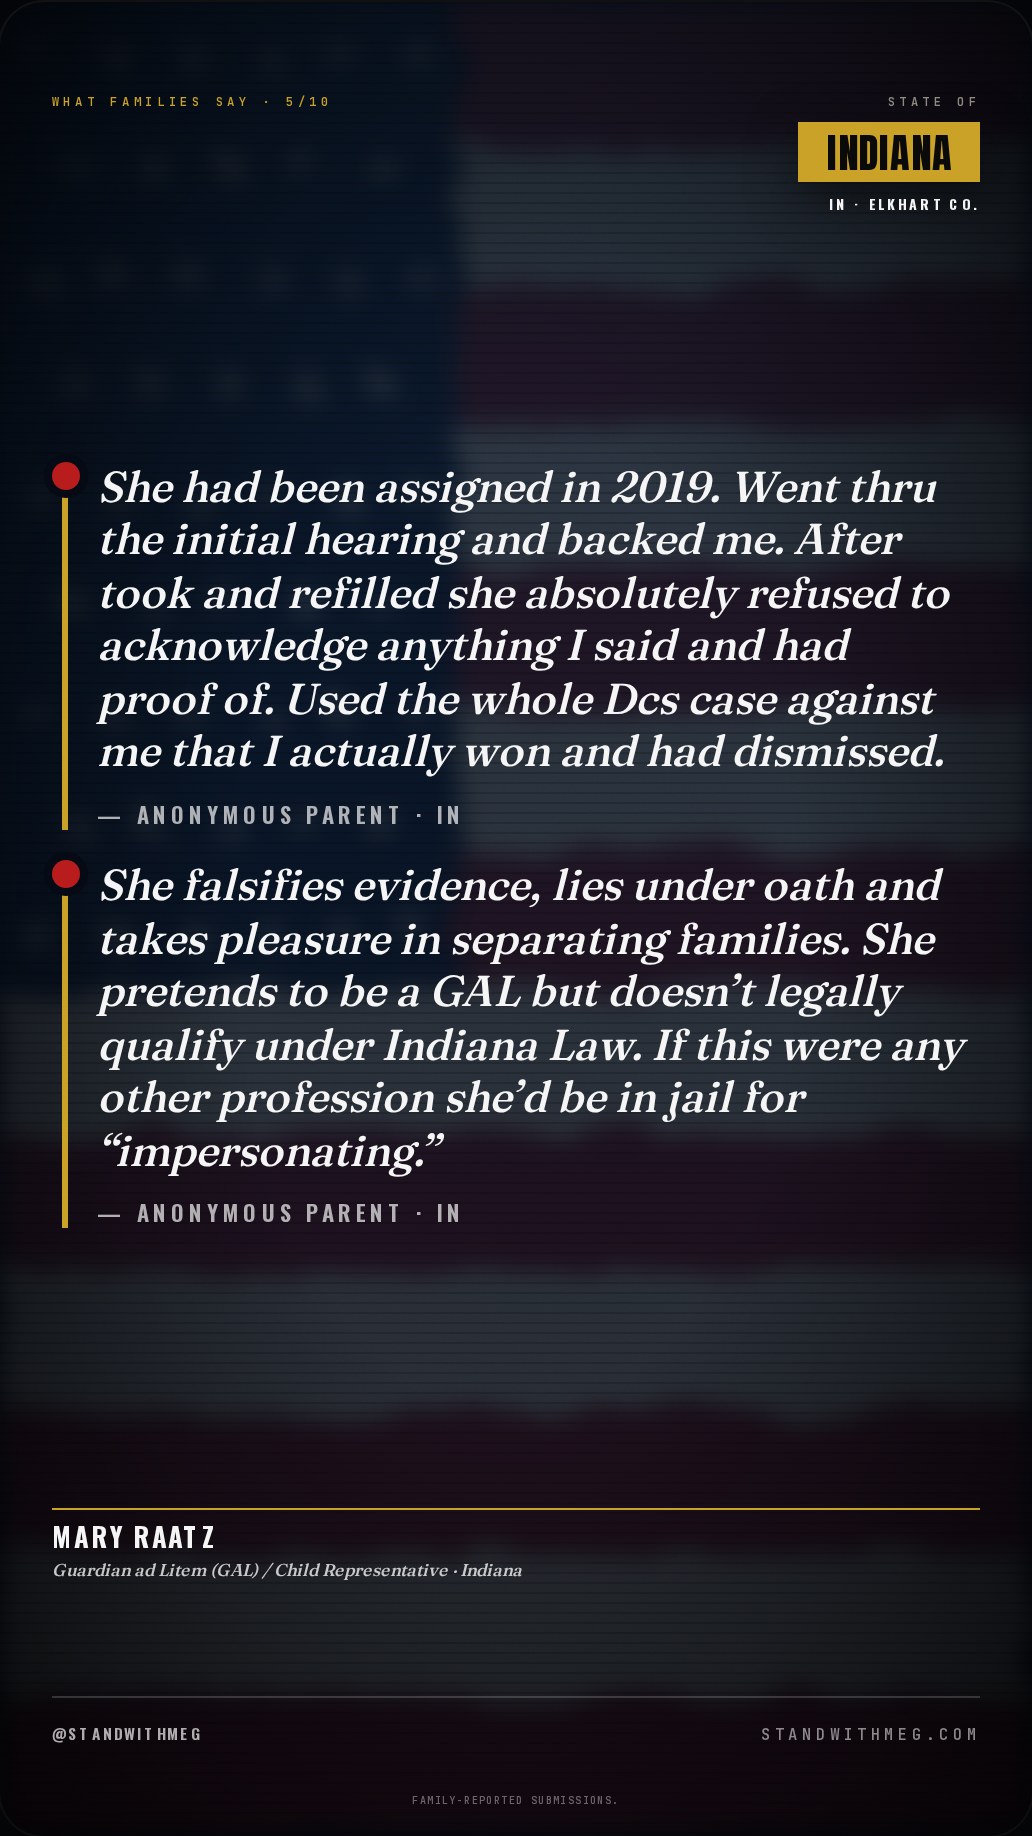 WHAT FAMILIES SAY · 5/10
STATE OF
INDIANA
IN · ELKHART CO.
She had been assigned in 2019. Went thru
the initial hearing and backed me. After
took and refilled she absolutely refused to
acknowledge anything I said and had
proof of. Used the whole Dcs case against
me that I actually won and had dismissed.
— ANONYMOUS PARENT · IN
She falsifies evidence, lies under oath and
takes pleasure in separating families. She
pretends to be a GAL but doesn’t legally
qualify under Indiana Law. If this were any
other profession she’d be in jail for
“impersonating.”
— ANONYMOUS PARENT · IN
MARY RAATZ
Guardian ad Litem (GAL) / Child Representative · Indiana
@STANDWITHMEG
STANDWITHMEG.COM
FAMILY-REPORTED SUBMISSIONS.